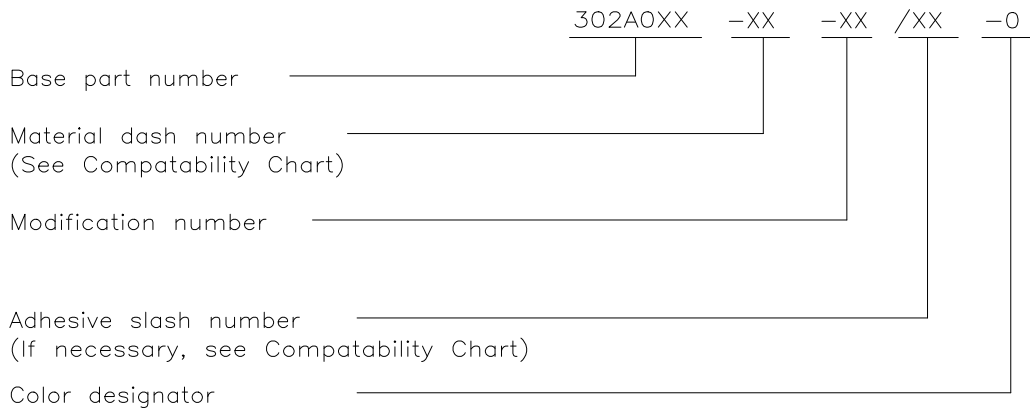 302A0XX -XX -XX /XX -0
Base part number
Material dash number
(See Compatability Chart)
Modification number
Adhesive slash number
(If necessary, see Compatability Chart)
Color designator